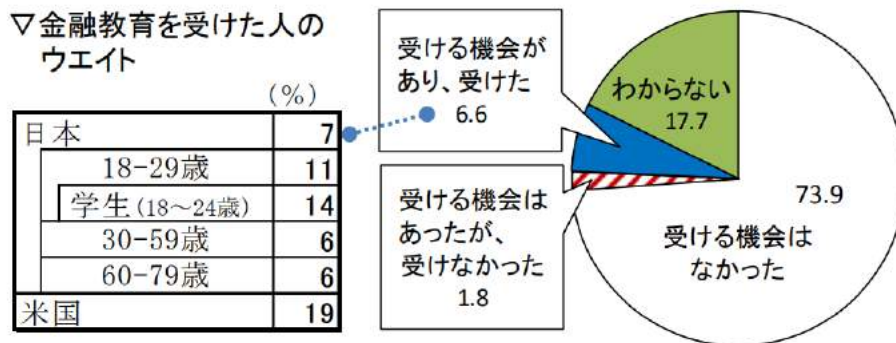 ▽金融教育を受けた人の
ウエイト
(%)
日本 7
18-29歳 11
学生(18～24歳) 14
30-59歳 6
60-79歳 6
米国 19
受ける機会が
あり、受けた
6.6
受ける機会は
あったが、
受けなかった
1.8
わからない
17.7
73.9
受ける機会は
なかった